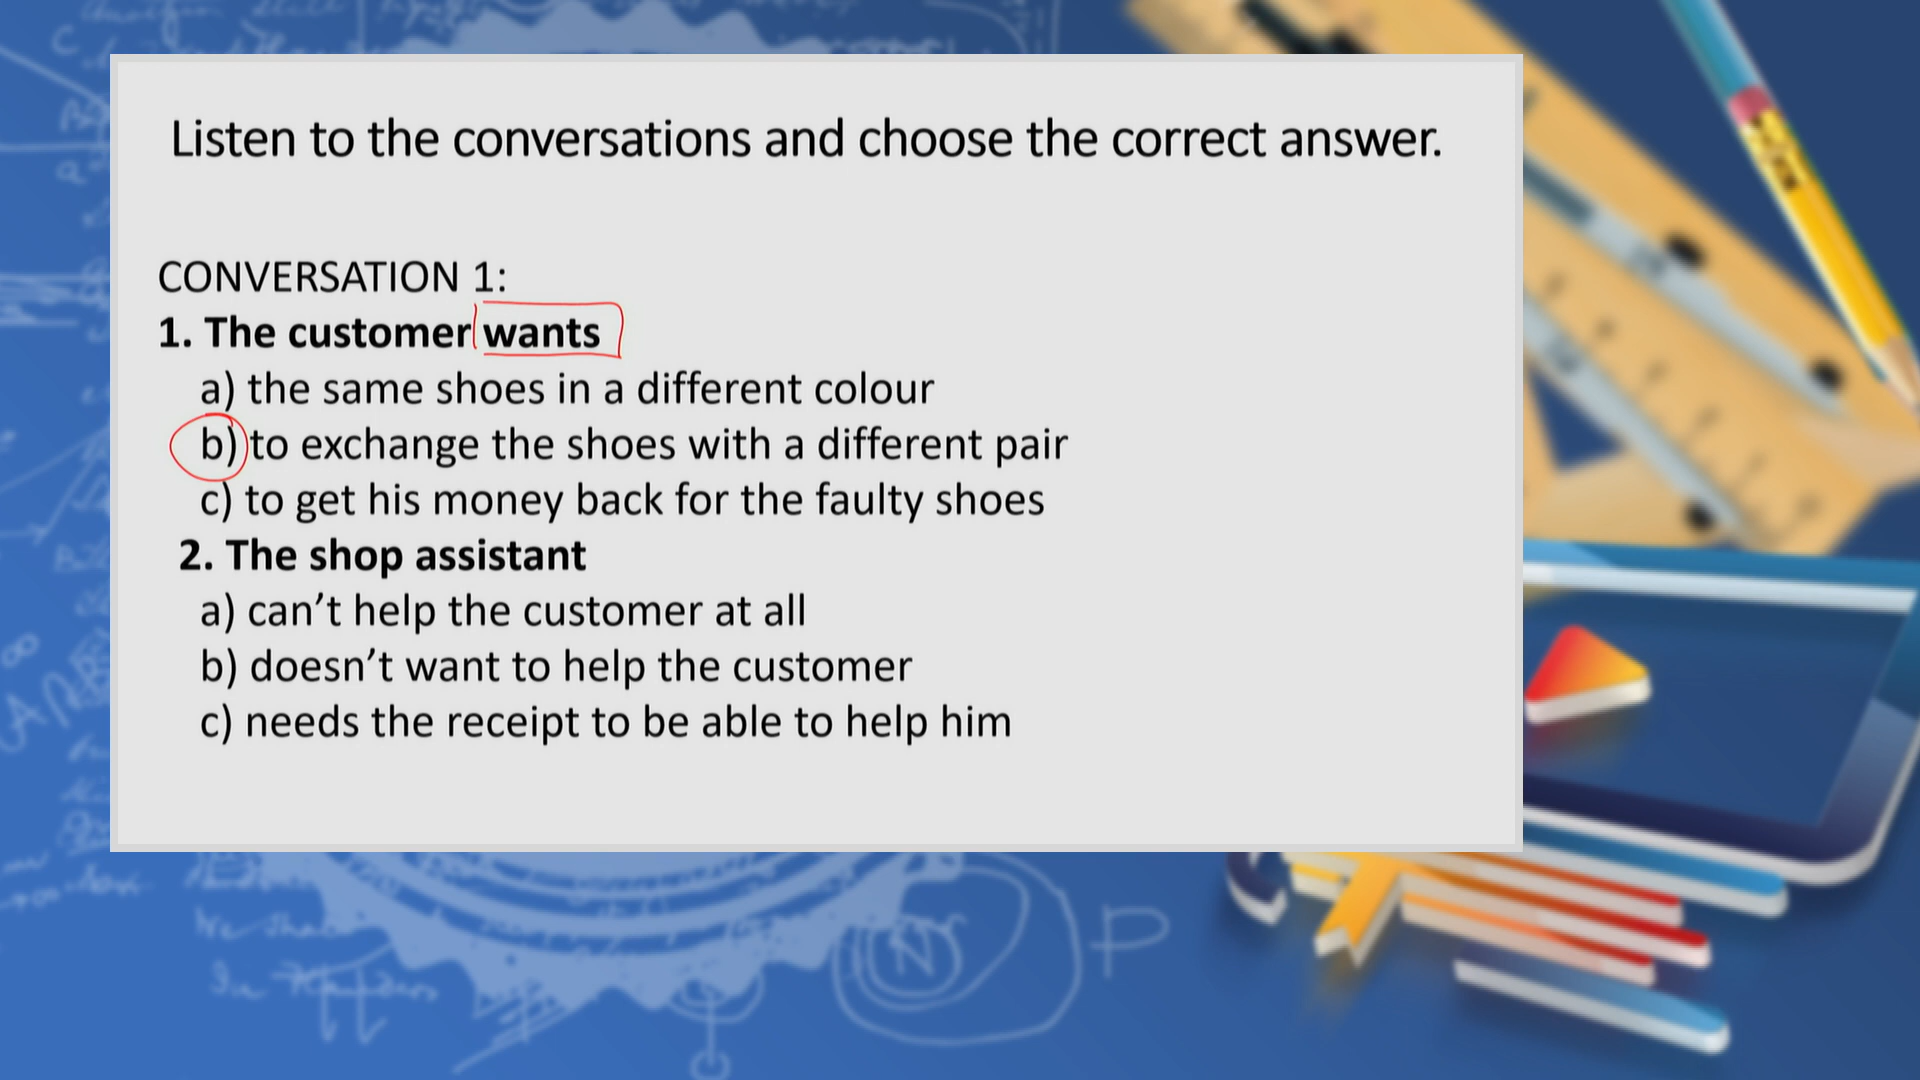 Listen to the conversations and choose the correct answer.
CONVERSATION 1:
1. The customer wants
a) the same shoes in a different colour
b) to exchange the shoes with a different pair
c) to get his money back for the faulty shoes
2. The shop assistant
a) can’t help the customer at all
b) doesn’t want to help the customer
c) needs the receipt to be able to help him